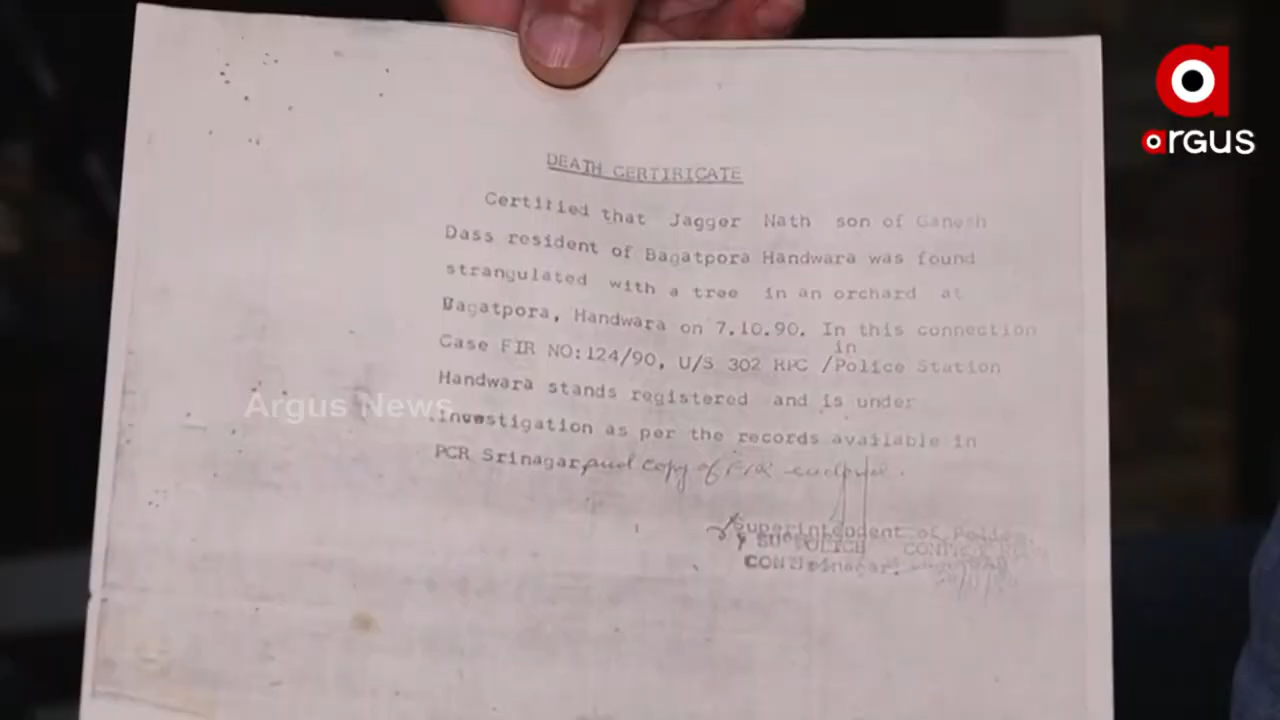 argus
DEATH CERTIRICATE
Certified that Jagger Nath son of Ganesh
Dass resident of Bagatpora Handwara was found
strangulated with a tree in an orchard at
Bagatpora, Handwara on 7.10.90. In this connection
in
Case FIR NO:124/90, U/S 302 RPC /Police Station
Handwara stands registered and is under
Argus News
investigation as per the records available in
PCR Srinagar and copy of FIR enclosed.
Superintendent of Police,
POLICE
CON Srinagar.